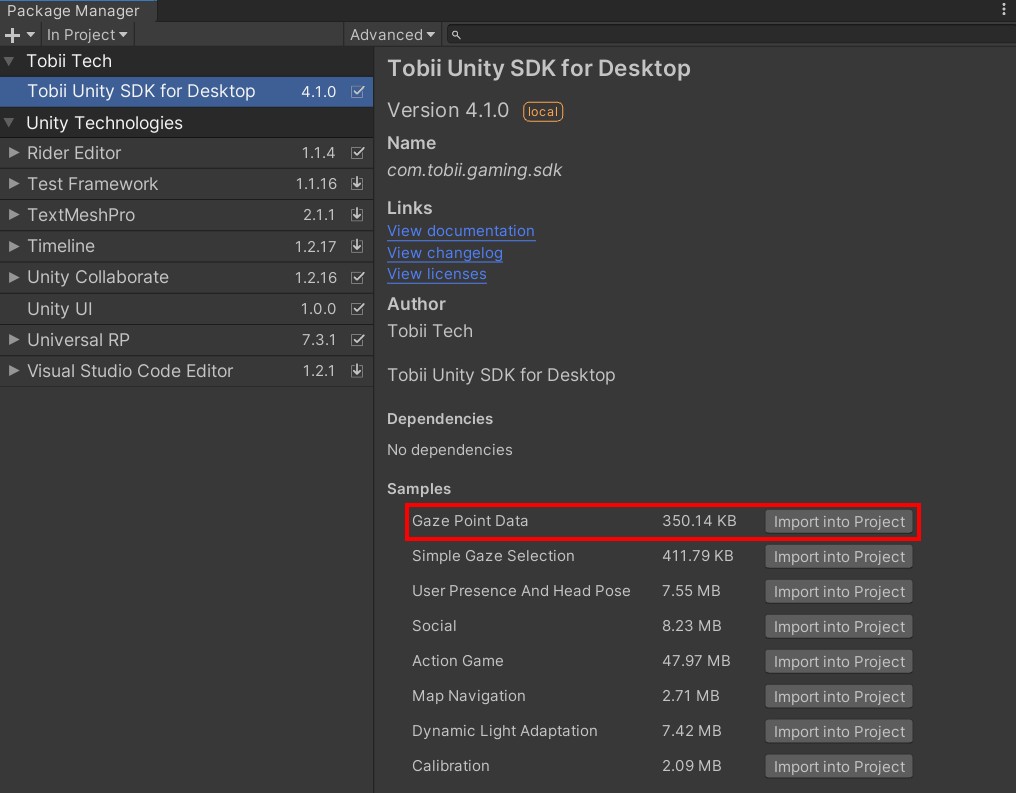 Package Manager
In Project
Advanced
Tobii Tech
Tobii Unity SDK for Desktop 4.1.0
Unity Technologies
Rider Editor 1.1.4
Test Framework 1.1.16
TextMeshPro 2.1.1
Timeline 1.2.17
Unity Collaborate 1.2.16
Unity UI 1.0.0
Universal RP 7.3.1
Visual Studio Code Editor 1.2.1
Tobii Unity SDK for Desktop
Version 4.1.0 local
Name
com.tobii.gaming.sdk
Links
View documentation
View changelog
View licenses
Author
Tobii Tech
Tobii Unity SDK for Desktop
Dependencies
No dependencies
Samples
Gaze Point Data 350.14 KB Import into Project
Simple Gaze Selection 411.79 KB Import into Project
User Presence And Head Pose 7.55 MB Import into Project
Social 8.23 MB Import into Project
Action Game 47.97 MB Import into Project
Map Navigation 2.71 MB Import into Project
Dynamic Light Adaptation 7.42 MB Import into Project
Calibration 2.09 MB Import into Project